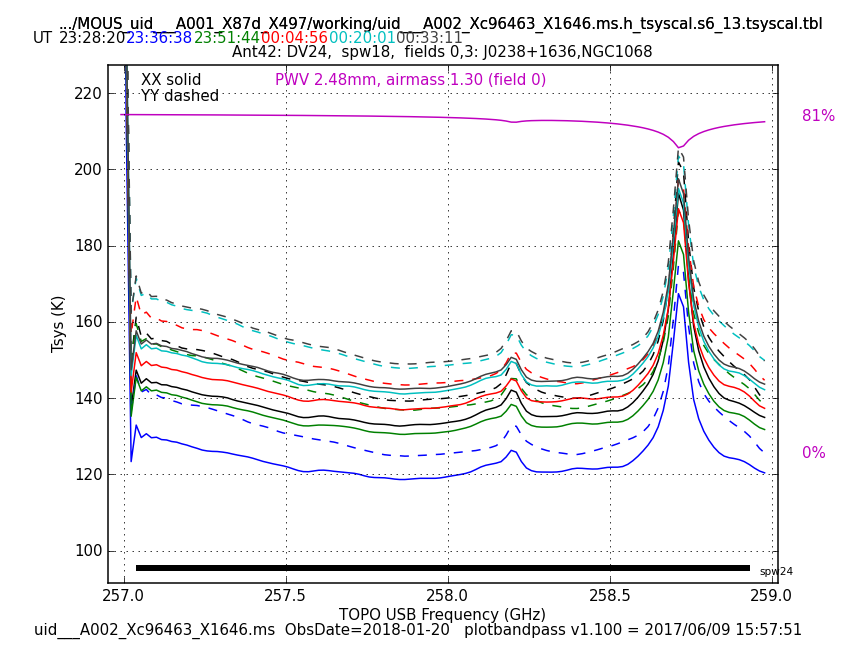 .../MOUS_uid___A001_X87d_X497/working/uid___A002_Xc96463_X1646.ms.h_tsyscal.s6_13.tsyscal.tbl
UT 23:28:20 23:36:38 23:51:44 00:04:56 00:20:01 00:33:11
Ant42: DV24, spw18, fields 0,3: J0238+1636,NGC1068
XX solid
PWV 2.48mm, airmass 1.30 (field 0)
YY dashed
220
200
180
160
140
120
100
Tsys (K)
81%
0%
spw24
257.0 257.5 258.0 258.5 259.0
TOPO USB Frequency (GHz)
uid___A002_Xc96463_X1646.ms ObsDate=2018-01-20 plotbandpass v1.100 = 2017/06/09 15:57:51